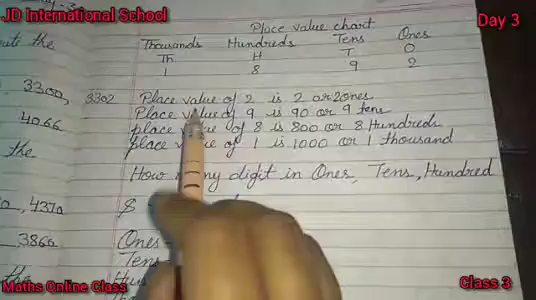 JD International School
Day 3
Place value chart
Thousands Hundreds Tens Ones
Th H T O
1 8 9 2
the
3300,
3302
4066
the
, 4370
3866
the
Place value of 2 is 2 or 2 ones
Place value of 9 is 90 or 9 tens
place of 8 is 800 or 8 Hundreds
place of 1 is 1000 or 1 thousand
How digit in Ones, Tens, Hundred
Ones
Tens
Maths Online Class
Class 3